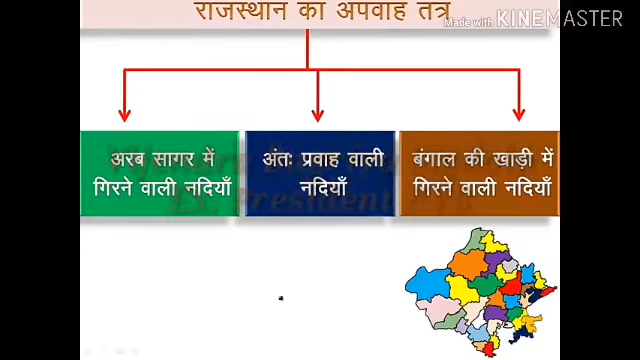 राजस्थान का अपवाह तंत्र
Made with KINEMASTER
अरब सागर में
गिरने वाली नदियाँ
अंतः प्रवाह वाली
नदियाँ
बंगाल की खाड़ी में
गिरने वाली नदियाँ